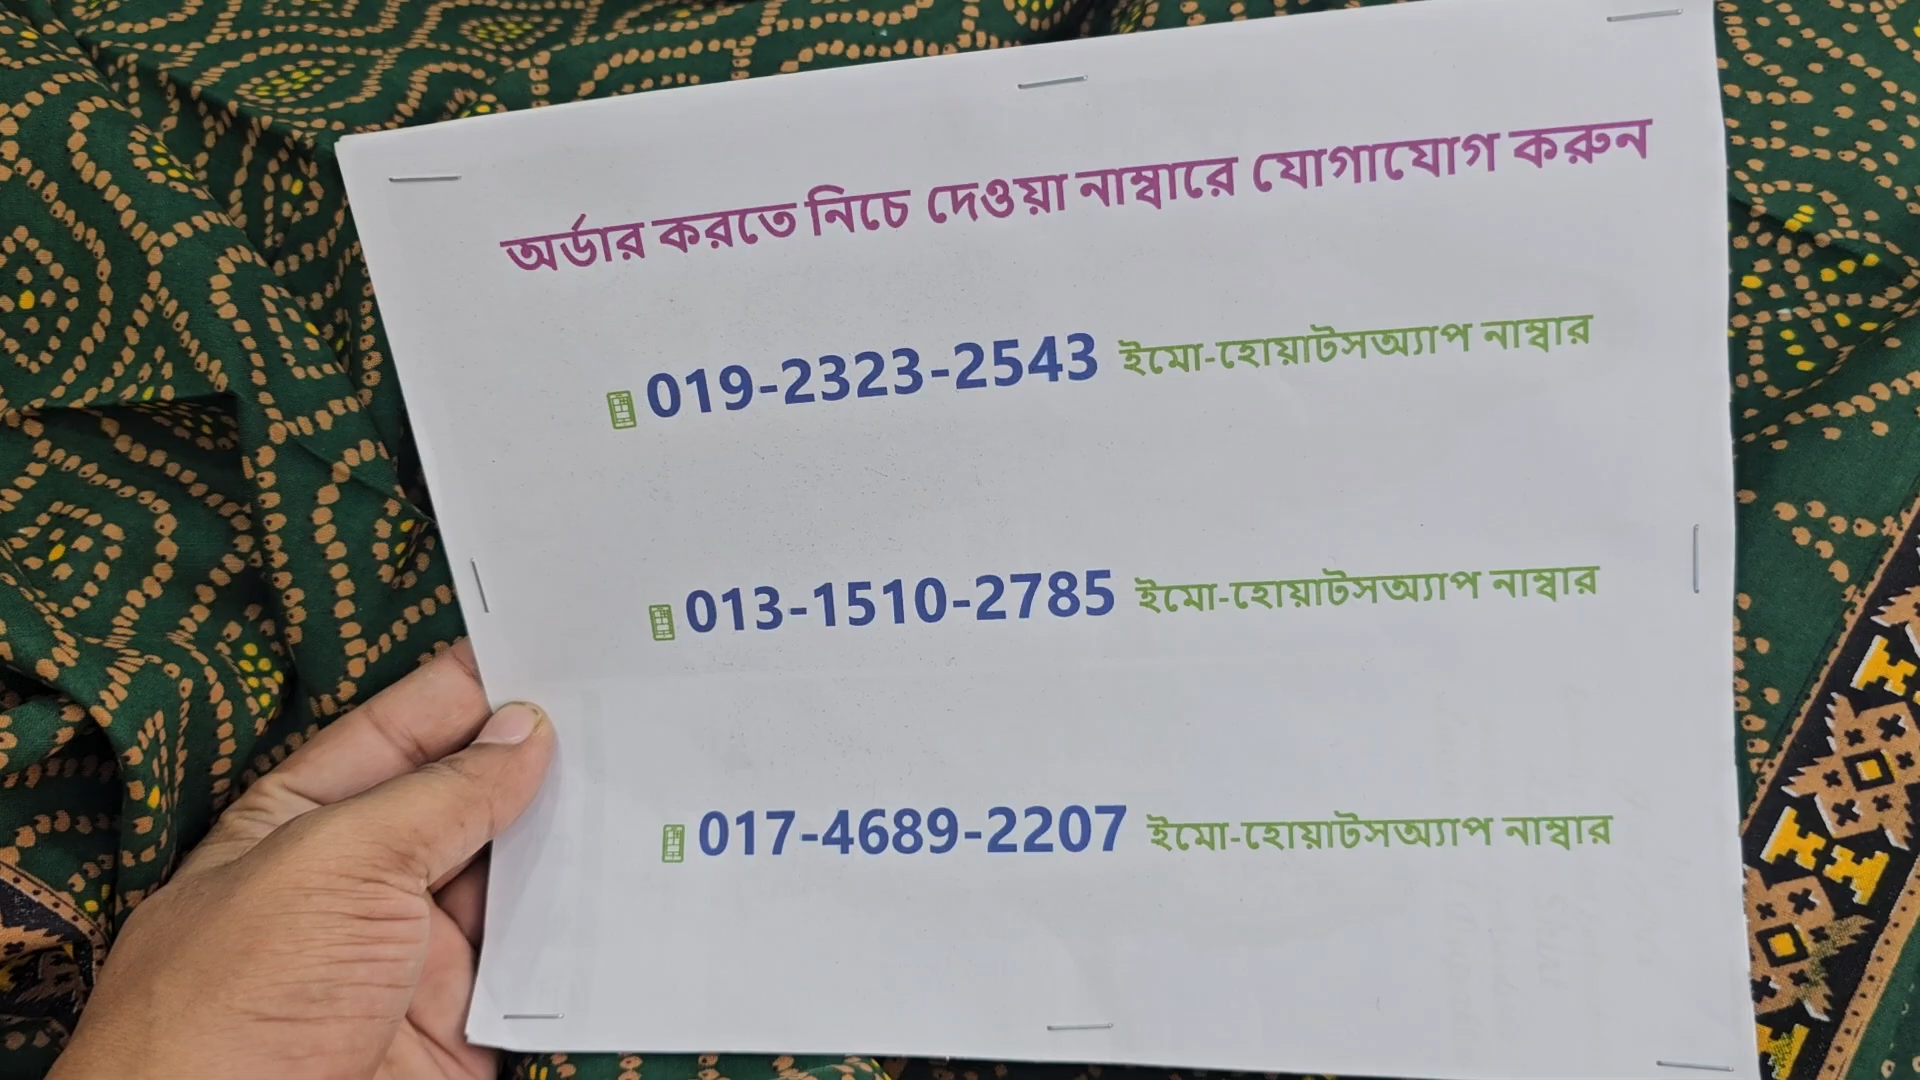 অর্ডার করতে নিচে দেওয়া নাম্বারে যোগাযোগ করুন
019-2323-2543 ইমো-হোয়াটসঅ্যাপ নাম্বার
013-1510-2785 ইমো-হোয়াটসঅ্যাপ নাম্বার
017-4689-2207 ইমো-হোয়াটসঅ্যাপ নাম্বার